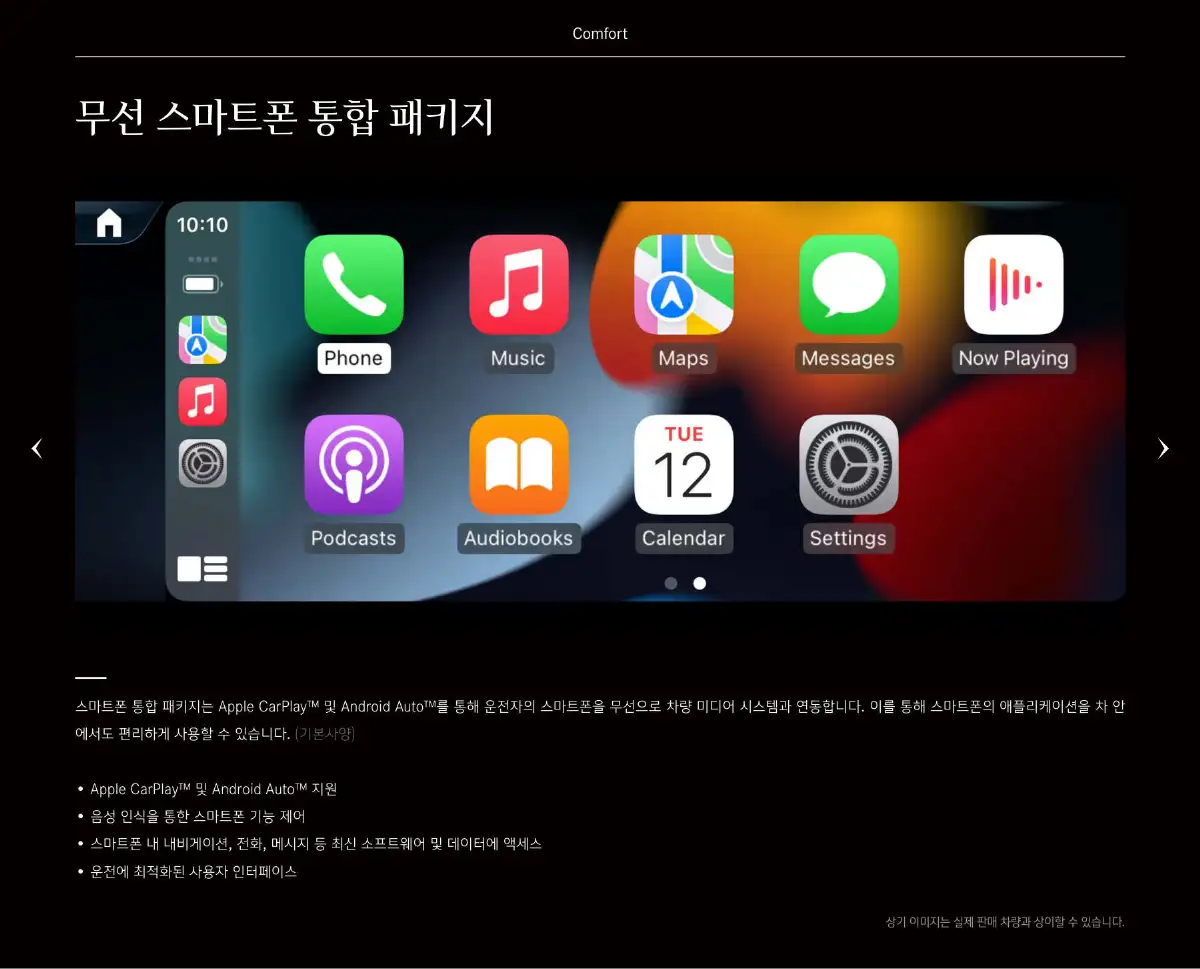 Comfort
무선 스마트폰 통합 패키지
10:10
Phone
Music
Maps
Messages
Now Playing
Podcasts
Audiobooks
TUE
12
Calendar
Settings
스마트폰 통합 패키지는 Apple CarPlay™ 및 Android Auto™를 통해 운전자의 스마트폰을 무선으로 차량 미디어 시스템과 연동합니다. 이를 통해 스마트폰의 애플리케이션을 차 안
에서도 편리하게 사용할 수 있습니다. (기본사양)
• Apple CarPlay™ 및 Android Auto™ 지원
• 음성 인식을 통한 스마트폰 기능 제어
• 스마트폰 내 내비게이션, 전화, 메시지 등 최신 소프트웨어 및 데이터에 액세스
• 운전에 최적화된 사용자 인터페이스
상기 이미지는 실제 판매 차량과 상이할 수 있습니다.